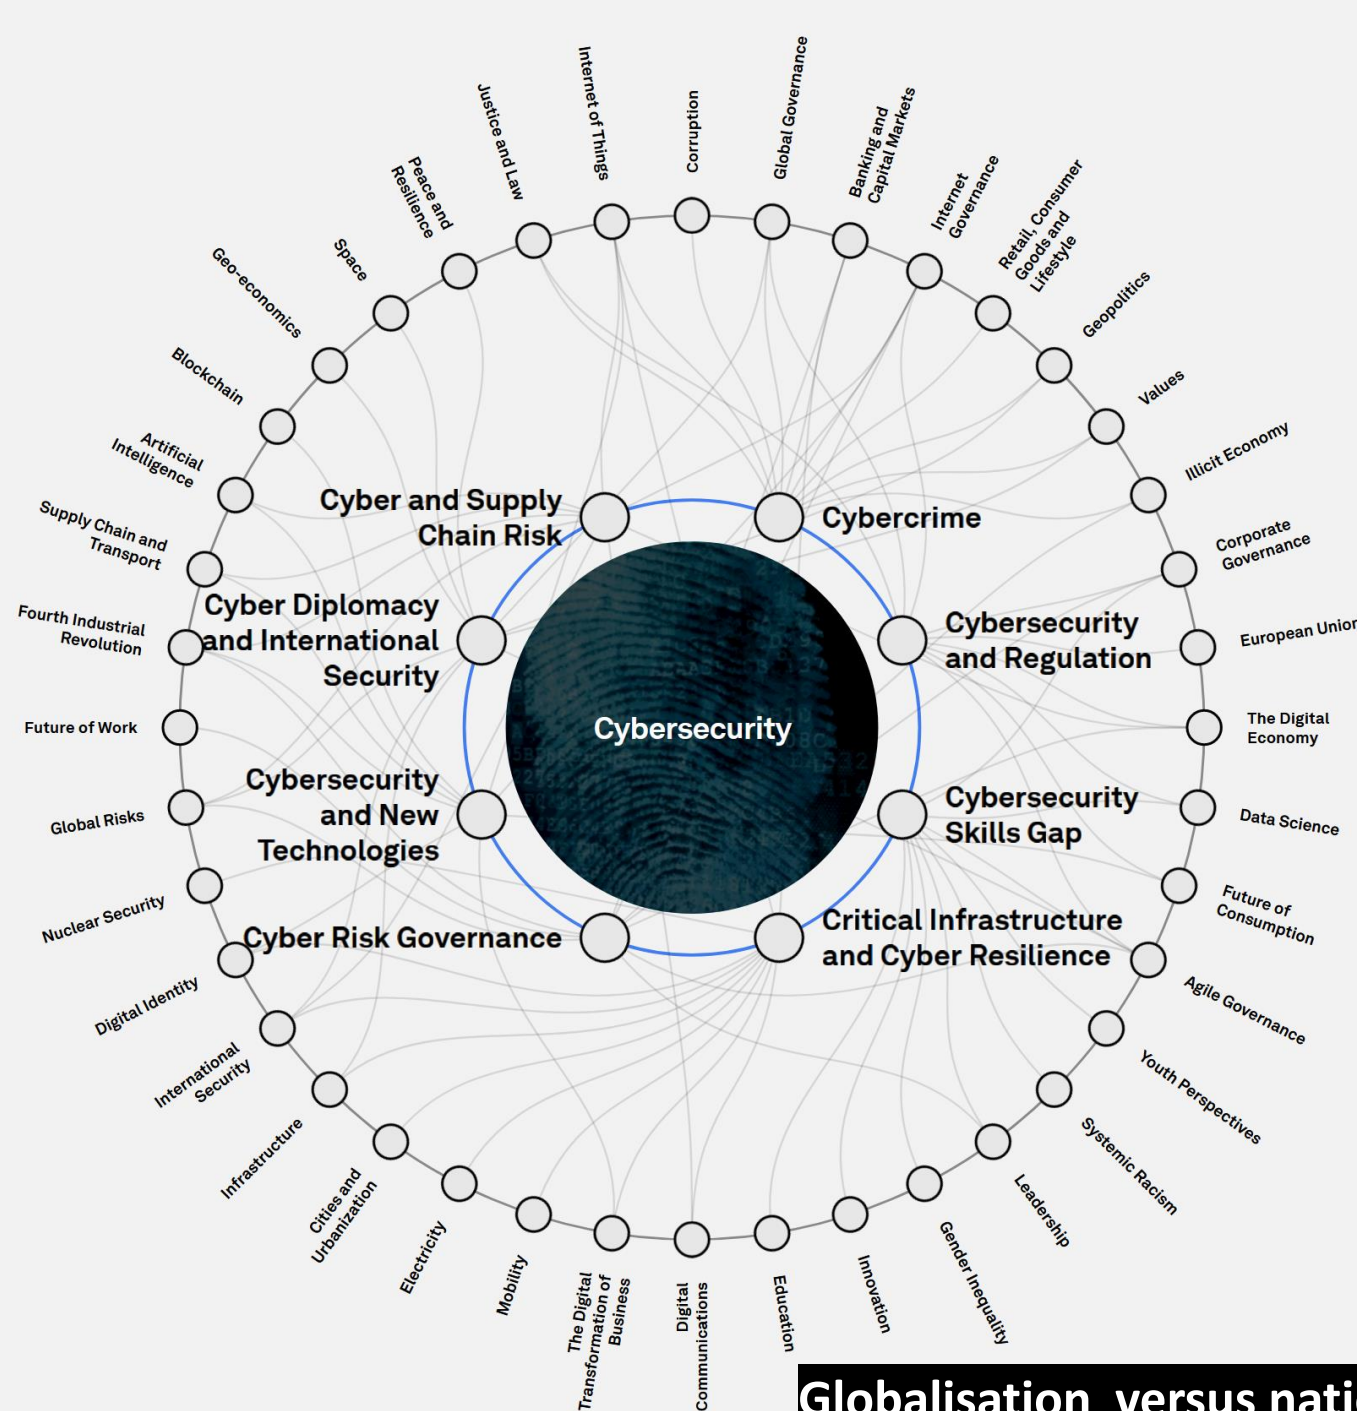 Internet of Things
Corruption
Global Governance
Banking and
Capital Markets
Internet
Governance
Retail, Consumer
Goods and
Lifestyle
Geopolitics
Values
Illicit Economy
Corporate
Governance
European Union
The Digital
Economy
Data Science
Future of
Consumption
Agile Governance
Youth Perspectives
Systemic Racism
Leadership
Gender Inequality
Innovation
Education
Digital
Communications
The Digital
Transformation of
Business
Mobility
Electricity
Cities and
Urbanization
Infrastructure
International
Security
Digital Identity
Nuclear Security
Global Risks
Future of Work
Fourth Industrial
Revolution
Supply Chain and
Transport
Artificial
Intelligence
Blockchain
Geo-economics
Space
Peace and
Resilience
Justice and Law
Cyber and Supply
Chain Risk
Cybercrime
Cyber Diplomacy
and International
Security
Cybersecurity
and Regulation
Cybersecurity
Cybersecurity
and New
Technologies
Cybersecurity
Skills Gap
Cyber Risk Governance
Critical Infrastructure
and Cyber Resilience
Globalisation versus